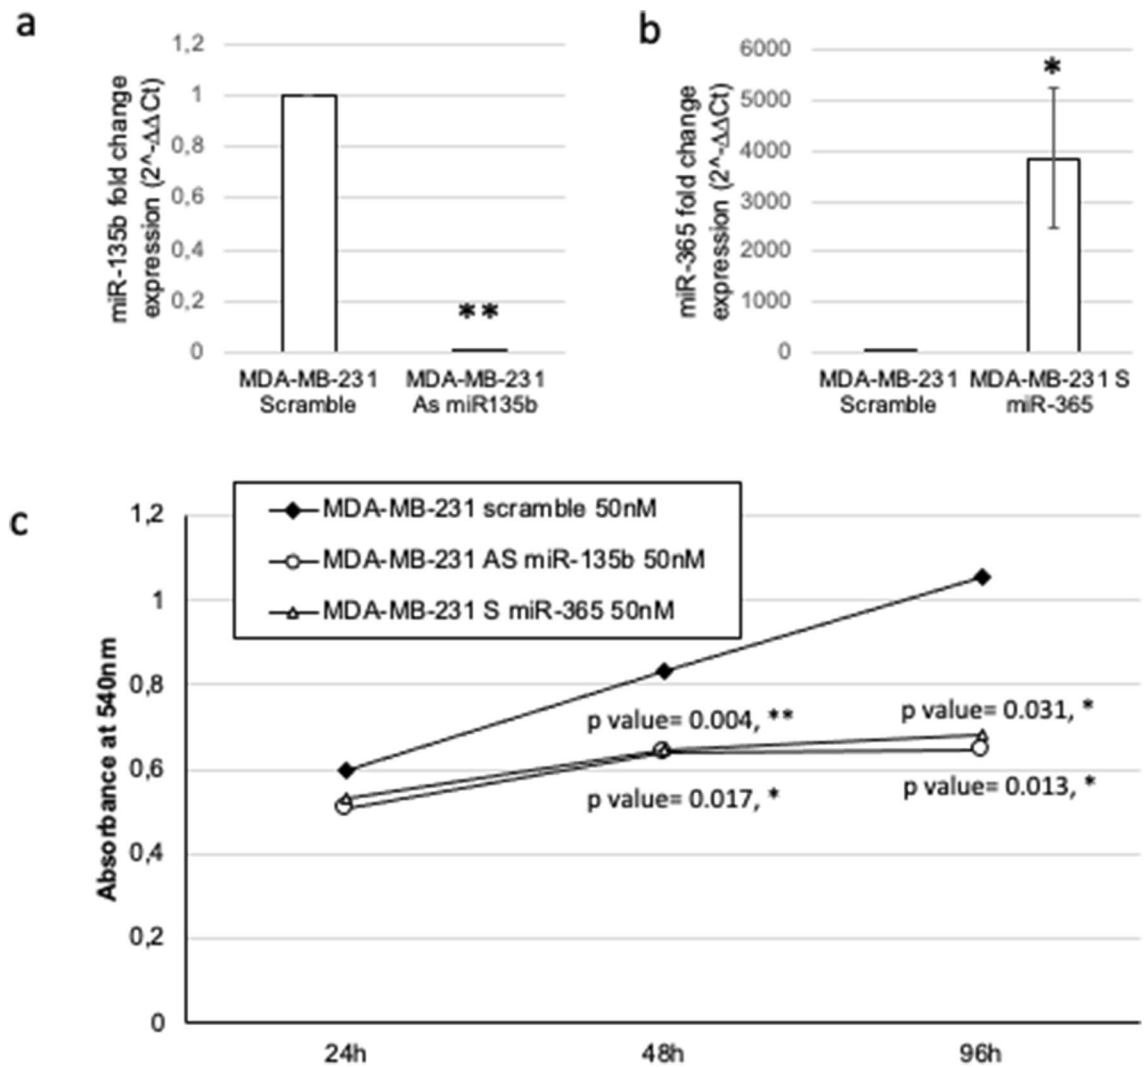 a
miR-135b fold change
expression (2^-ΔΔCt)
1,2
1
0,8
0,6
0,4
0,2
0
**
MDA-MB-231
Scramble
MDA-MB-231
As miR135b
b
miR-365 fold change
expression (2^-ΔΔCt)
6000
5000
4000
3000
2000
1000
0
*
MDA-MB-231
Scramble
MDA-MB-231 S
miR-365
c
MDA-MB-231 scramble 50nM
MDA-MB-231 AS miR-135b 50nM
MDA-MB-231 S miR-365 50nM
Absorbance at 540nm
1,2
1
0,8
0,6
0,4
0,2
0
p value= 0.004, **
p value= 0.031, *
p value= 0.017, *
p value= 0.013, *
24h
48h
96h